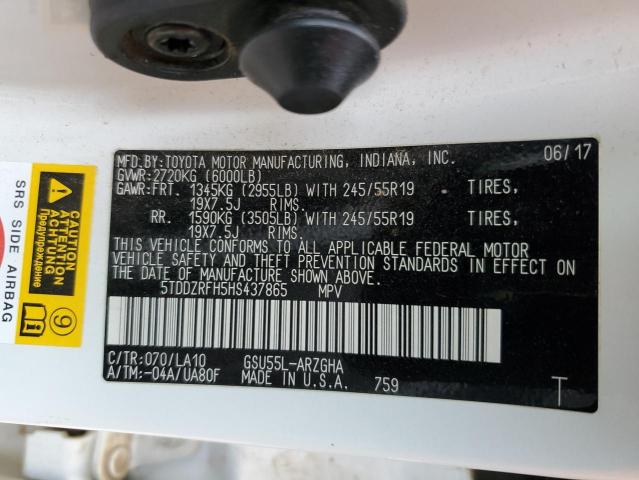 MFD.BY:TOYOTA MOTOR MANUFACTURING, INDIANA, INC. 06/17
GVWR:2720KG (6000LB)
GAWR:FRT. 1345KG (2955LB) WITH 245/55R19 TIRES,
19X7.5J RIMS.
RR. 1590KG (3505LB) WITH 245/55R19 TIRES,
19X7.5J RIMS.
THIS VEHICLE CONFORMS TO ALL APPLICABLE FEDERAL MOTOR
VEHICLE SAFETY AND THEFT PREVENTION STANDARDS IN EFFECT
ON THE DATE OF MANUFACTURE SHOWN ABOVE.
5TDDZRFH5HS437865 MPV
C/TR:070/LA10 GSU55L-ARZGHA
A/TM:-04A/UA80F MADE IN U.S.A. 759 T
SRS SIDE AIRBAG
CAUTION
ATTENTION
ACHTUNG
Предупреждение
9